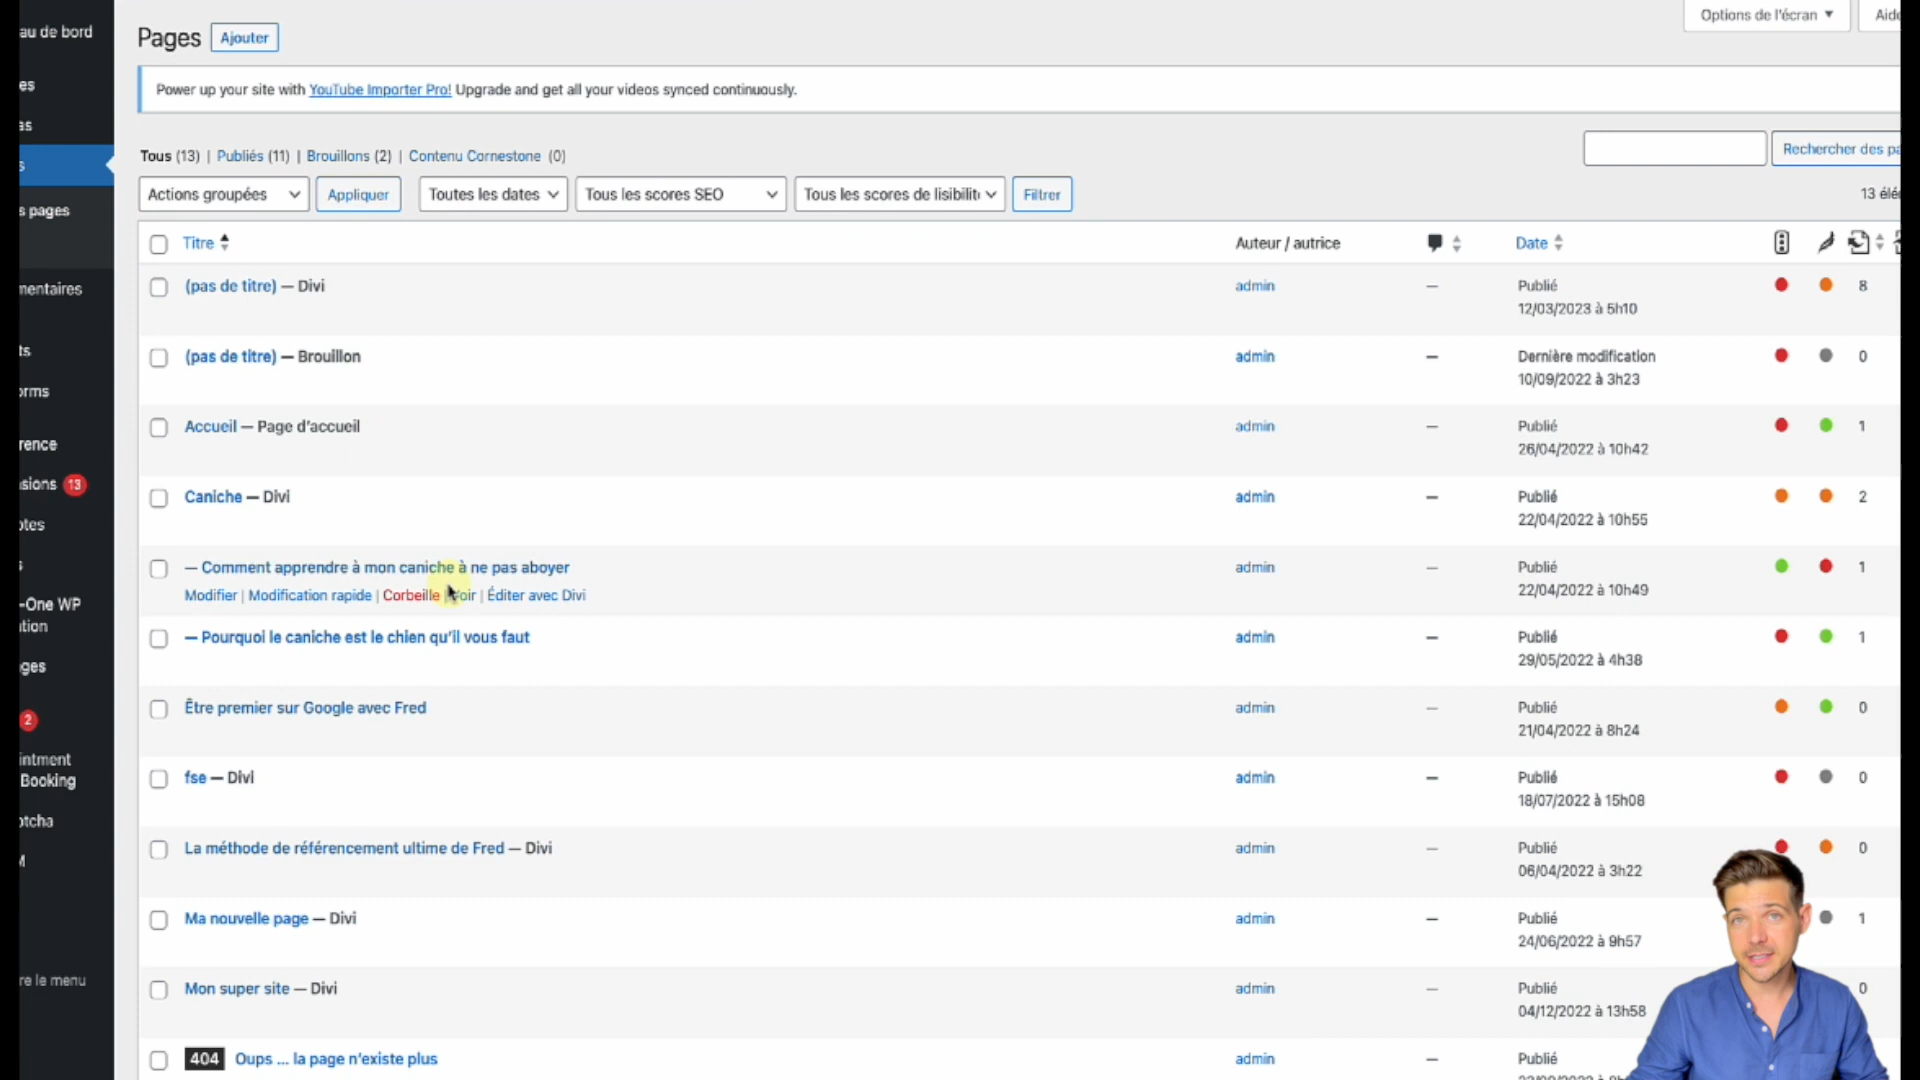 au de bord
es
as
s
s pages
mentaires
ts
orms
rence
sions 13
otes
s
-One WP
tion
ges
2
intment
Booking
otcha
M
re le menu
Options de l'écran
Aide
Pages Ajouter
Power up your site with YouTube Importer Pro! Upgrade and get all your videos synced continuously.
Tous (13) | Publiés (11) | Brouillons (2) | Contenu Cornestone (0)
Rechercher des pa
Actions groupées Appliquer Toutes les dates Tous les scores SEO Tous les scores de lisibilit Filtrer 13 élé
Titre Auteur / autrice Date
(pas de titre) — Divi admin — Publié 8
12/03/2023 à 5h10
(pas de titre) — Brouillon admin — Dernière modification 0
10/09/2022 à 3h23
Accueil — Page d'accueil admin — Publié 1
26/04/2022 à 10h42
Caniche — Divi admin — Publié 2
22/04/2022 à 10h55
— Comment apprendre à mon caniche à ne pas aboyer admin — Publié 1
Modifier | Modification rapide | Corbeille | oir | Éditer avec Divi 22/04/2022 à 10h49
— Pourquoi le caniche est le chien qu'il vous faut admin — Publié 1
29/05/2022 à 4h38
Être premier sur Google avec Fred admin — Publié 0
21/04/2022 à 8h24
fse — Divi admin — Publié 0
18/07/2022 à 15h08
La méthode de référencement ultime de Fred — Divi admin — Publié 0
06/04/2022 à 3h22
Ma nouvelle page — Divi admin — Publié 1
24/06/2022 à 9h57
Mon super site — Divi admin — Publié 0
04/12/2022 à 13h58
404 Oups ... la page n'existe plus admin — Publié